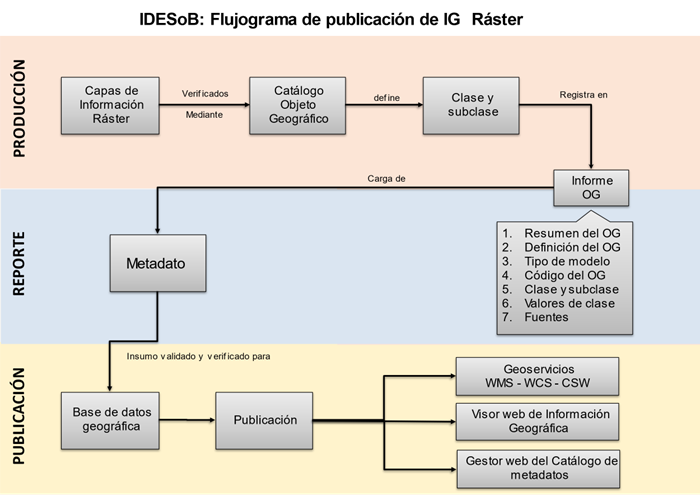 IDESoB: Flujograma de publicación de IG Ráster
PRODUCCIÓN
Capas de
Información
Ráster
Verificados
Mediante
Catálogo
Objeto
Geográfico
define
Clase y
subclase
Registra en
Informe
OG
Carga de
REPORTE
Metadato
1. Resumen del OG
2. Definición del OG
3. Tipo de modelo
4. Código del OG
5. Clase y subclase
6. Valores de clase
7. Fuentes
Insumo validado y verificado para
PUBLICACIÓN
Base de datos
geográfica
Publicación
Geoservicios
WMS - WCS - CSW
Visor web de Información
Geográfica
Gestor web del Catálogo de
metadatos